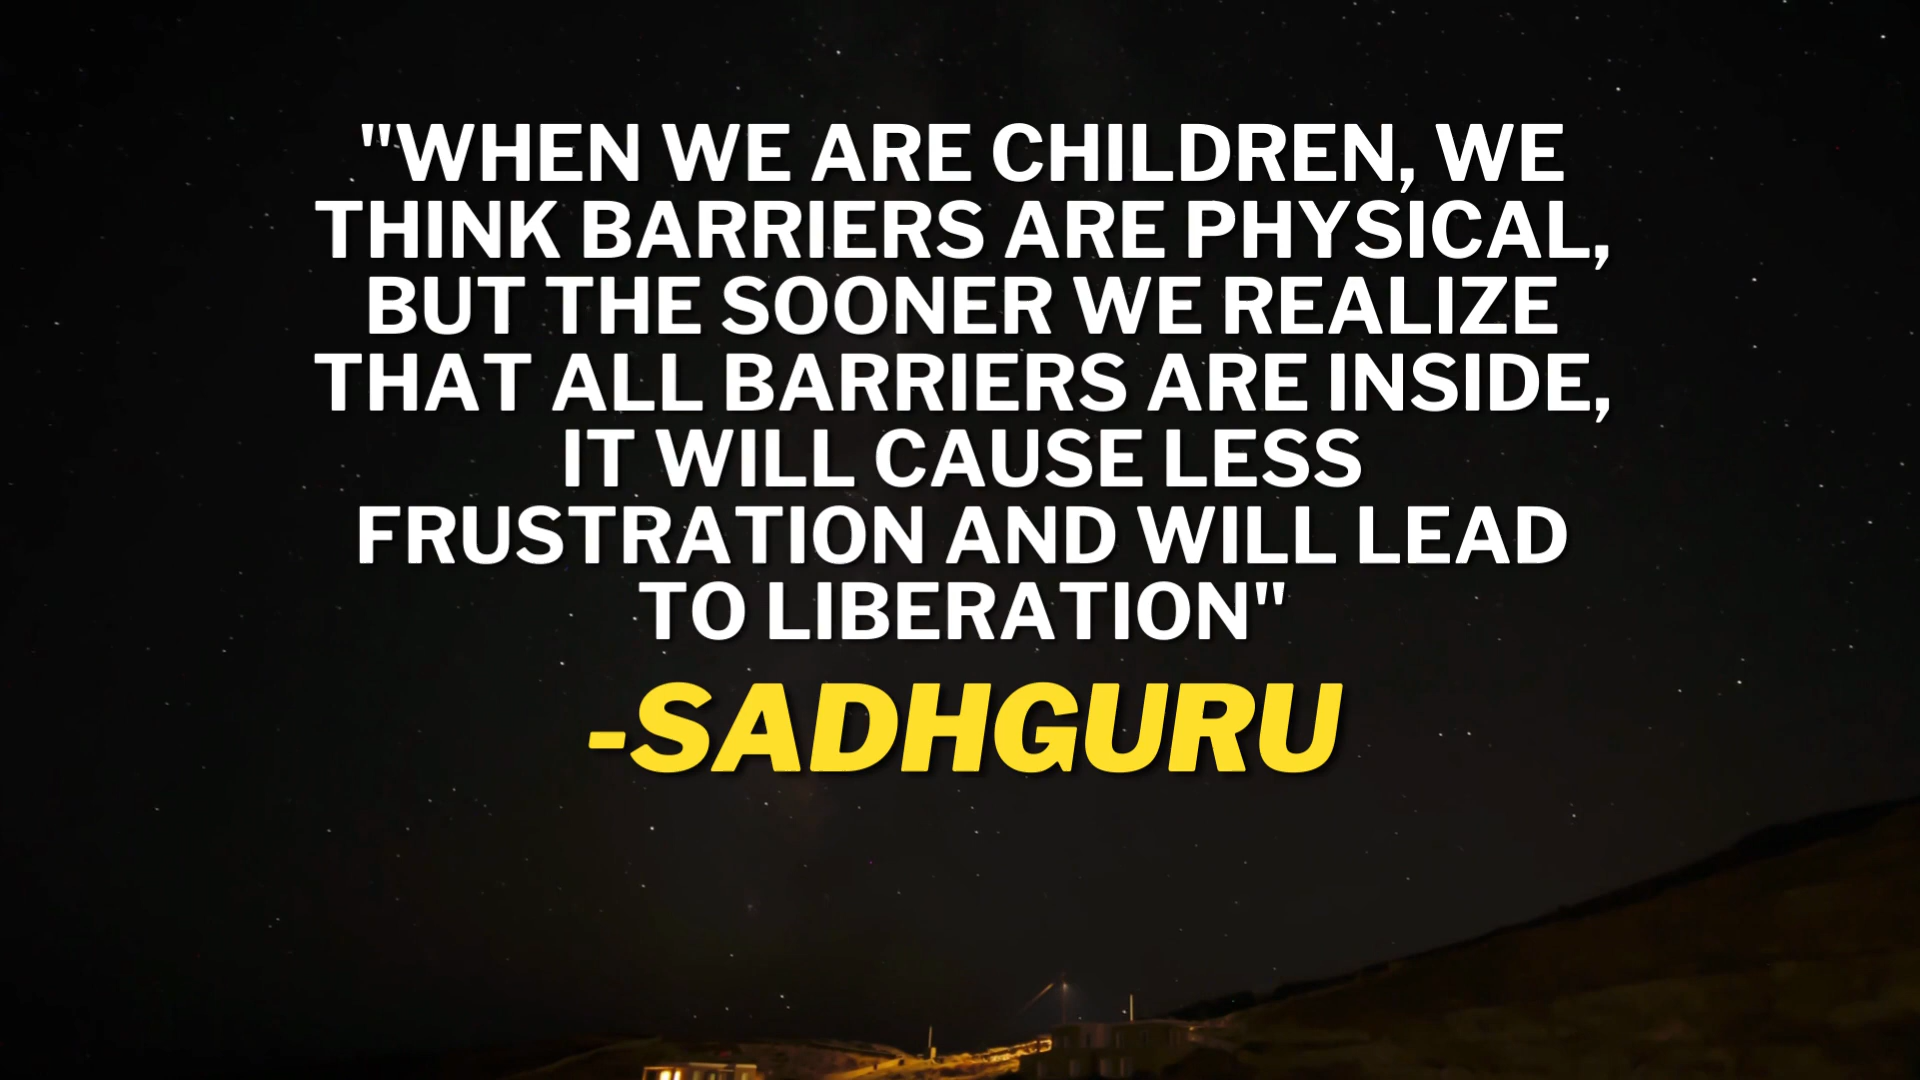 "WHEN WE ARE CHILDREN, WE
THINK BARRIERS ARE PHYSICAL,
BUT THE SOONER WE REALIZE
THAT ALL BARRIERS ARE INSIDE,
IT WILL CAUSE LESS
FRUSTRATION AND WILL LEAD
TO LIBERATION"
-SADHGURU